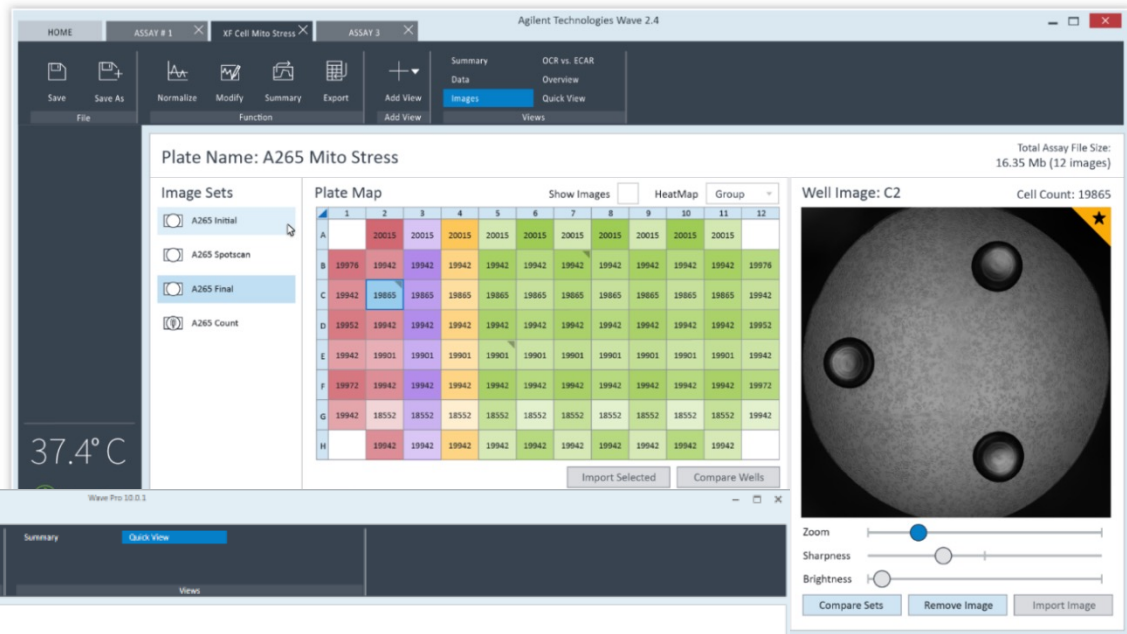 Agilent Technologies Wave 2.4
HOME
ASSAY # 1
XF Cell Mito Stress
ASSAY 3
Save
Save As
File
Normalize
Modify
Summary
Export
Function
Add View
Add View
Summary
Data
Images
OCR vs. ECAR
Overview
Quick View
Views
Plate Name: A265 Mito Stress
Total Assay File Size:
16.35 Mb (12 images)
Image Sets
A265 Initial
A265 Spotscan
A265 Final
A265 Count
Plate Map
Show Images
HeatMap
Group
1 2 3 4 5 6 7 8 9 10 11 12
A 20015 20015 20015 20015 20015 20015 20015 20015 20015 20015
B 19976 19942 19942 19942 19942 19942 19942 19942 19942 19942 19942 19976
C 19942 19865 19865 19865 19865 19865 19865 19865 19865 19865 19865 19942
D 19952 19942 19942 19942 19942 19942 19942 19942 19942 19942 19942 19952
E 19942 19901 19901 19901 19901 19901 19901 19901 19901 19901 19901 19942
F 19972 19942 19942 19942 19942 19942 19942 19942 19942 19942 19942 19972
G 19942 18552 18552 18552 18552 18552 18552 18552 18552 18552 18552 19942
H 19942 19942 19942 19942 19942 19942 19942 19942 19942 19942
Import Selected
Compare Wells
Well Image: C2
Cell Count: 19865
Zoom
Sharpness
Brightness
Compare Sets
Remove Image
Import Image
37.4° C
Wave Pro 10.0.1
Summary
Quick View
Views